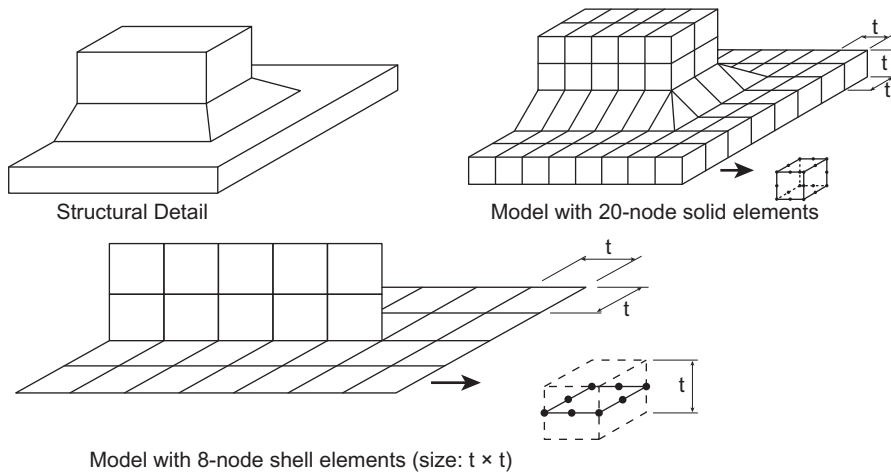 t
t
t
Structural Detail
Model with 20-node solid elements
t
t
t
Model with 8-node shell elements (size: t × t)